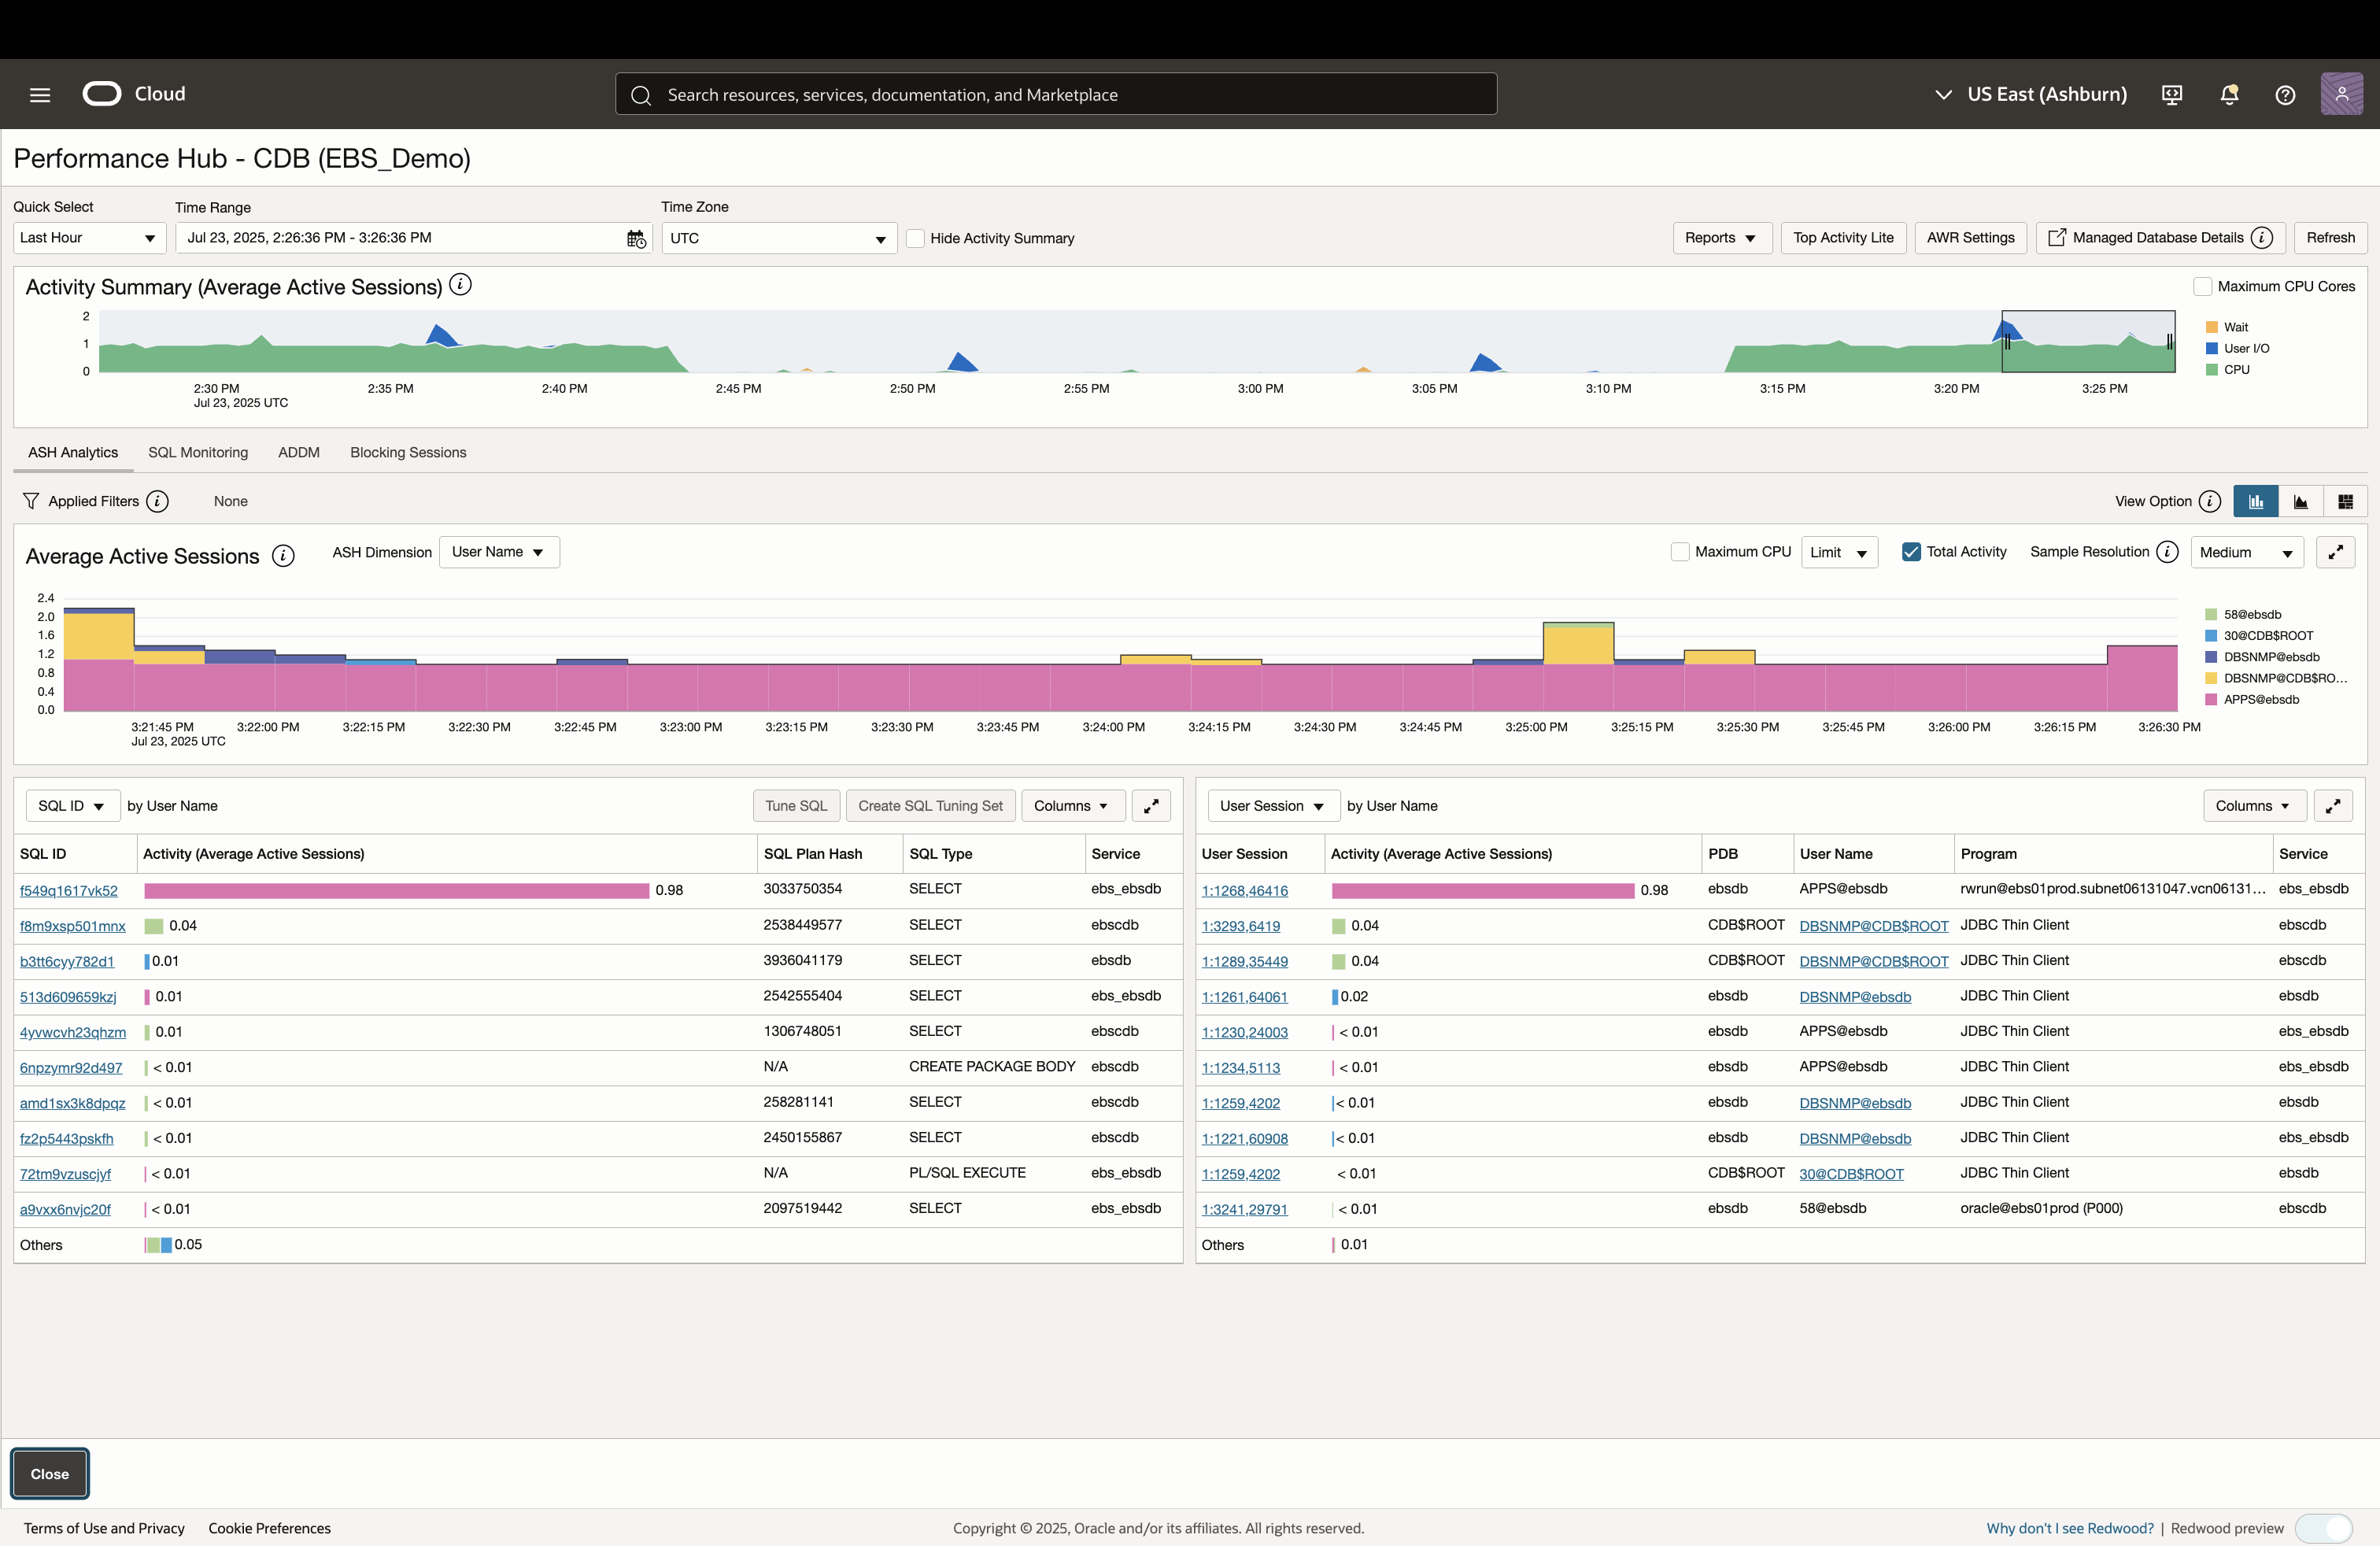 Cloud
Search resources, services, documentation, and Marketplace
US East (Ashburn)
Performance Hub - CDB (EBS_Demo)
Quick Select
Time Range
Time Zone
Last Hour
Jul 23, 2025, 2:26:36 PM - 3:26:36 PM
UTC
Hide Activity Summary
Reports
Top Activity Lite
AWR Settings
Managed Database Details
Refresh
Activity Summary (Average Active Sessions)
Maximum CPU Cores
2
1
0
Wait
User I/O
CPU
2:30 PM 2:35 PM 2:40 PM 2:45 PM 2:50 PM 2:55 PM 3:00 PM 3:05 PM 3:10 PM 3:15 PM 3:20 PM 3:25 PM
Jul 23, 2025 UTC
ASH Analytics SQL Monitoring ADDM Blocking Sessions
Applied Filters None
View Option
Average Active Sessions
ASH Dimension User Name
Maximum CPU Limit Total Activity Sample Resolution Medium
2.4
2.0
1.6
1.2
0.8
0.4
0.0
58@ebsdb
30@CDB$ROOT
DBSNMP@ebsdb
DBSNMP@CDB$RO...
APPS@ebsdb
3:21:45 PM 3:22:00 PM 3:22:15 PM 3:22:30 PM 3:22:45 PM 3:23:00 PM 3:23:15 PM 3:23:30 PM 3:23:45 PM 3:24:00 PM 3:24:15 PM 3:24:30 PM 3:24:45 PM 3:25:00 PM 3:25:15 PM 3:25:30 PM 3:25:45 PM 3:26:00 PM 3:26:15 PM 3:26:30 PM
Jul 23, 2025 UTC
SQL ID by User Name Tune SQL Create SQL Tuning Set Columns
SQL ID Activity (Average Active Sessions) SQL Plan Hash SQL Type Service
f549q1617vk52 0.98 3033750354 SELECT ebs_ebsdb
f8m9xsp501mnx 0.04 2538449577 SELECT ebscdb
b3tt6cyy782d1 0.01 3936041179 SELECT ebsdb
513d609659kzj 0.01 2542555404 SELECT ebs_ebsdb
4yvwcvh23qhzm 0.01 1306748051 SELECT ebscdb
6npzymr92d497 < 0.01 N/A CREATE PACKAGE BODY ebscdb
amd1sx3k8dpqz < 0.01 258281141 SELECT ebscdb
fz2p5443pskfh < 0.01 2450155867 SELECT ebscdb
72tm9vzuscjyf < 0.01 N/A PL/SQL EXECUTE ebs_ebsdb
a9vxx6nvjc20f < 0.01 2097519442 SELECT ebs_ebsdb
Others 0.05
User Session by User Name Columns
User Session Activity (Average Active Sessions) PDB User Name Program Service
1:1268,46416 0.98 ebsdb APPS@ebsdb rwrun@ebs01prod.subnet06131047.vcn06131... ebs_ebsdb
1:3293,6419 0.04 CDB$ROOT DBSNMP@CDB$ROOT JDBC Thin Client ebscdb
1:1289,35449 0.04 CDB$ROOT DBSNMP@CDB$ROOT JDBC Thin Client ebscdb
1:1261,64061 0.02 ebsdb DBSNMP@ebsdb JDBC Thin Client ebsdb
1:1230,24003 < 0.01 ebsdb APPS@ebsdb JDBC Thin Client ebs_ebsdb
1:1234,5113 < 0.01 ebsdb APPS@ebsdb JDBC Thin Client ebs_ebsdb
1:1259,4202 < 0.01 ebsdb DBSNMP@ebsdb JDBC Thin Client ebsdb
1:1221,60908 < 0.01 ebsdb DBSNMP@ebsdb JDBC Thin Client ebs_ebsdb
1:1259,4202 < 0.01 CDB$ROOT 30@CDB$ROOT JDBC Thin Client ebsdb
1:3241,29791 < 0.01 ebsdb 58@ebsdb oracle@ebs01prod (P000) ebscdb
Others 0.01
Close
Terms of Use and Privacy Cookie Preferences
Copyright © 2025, Oracle and/or its affiliates. All rights reserved.
Why don't I see Redwood? | Redwood preview